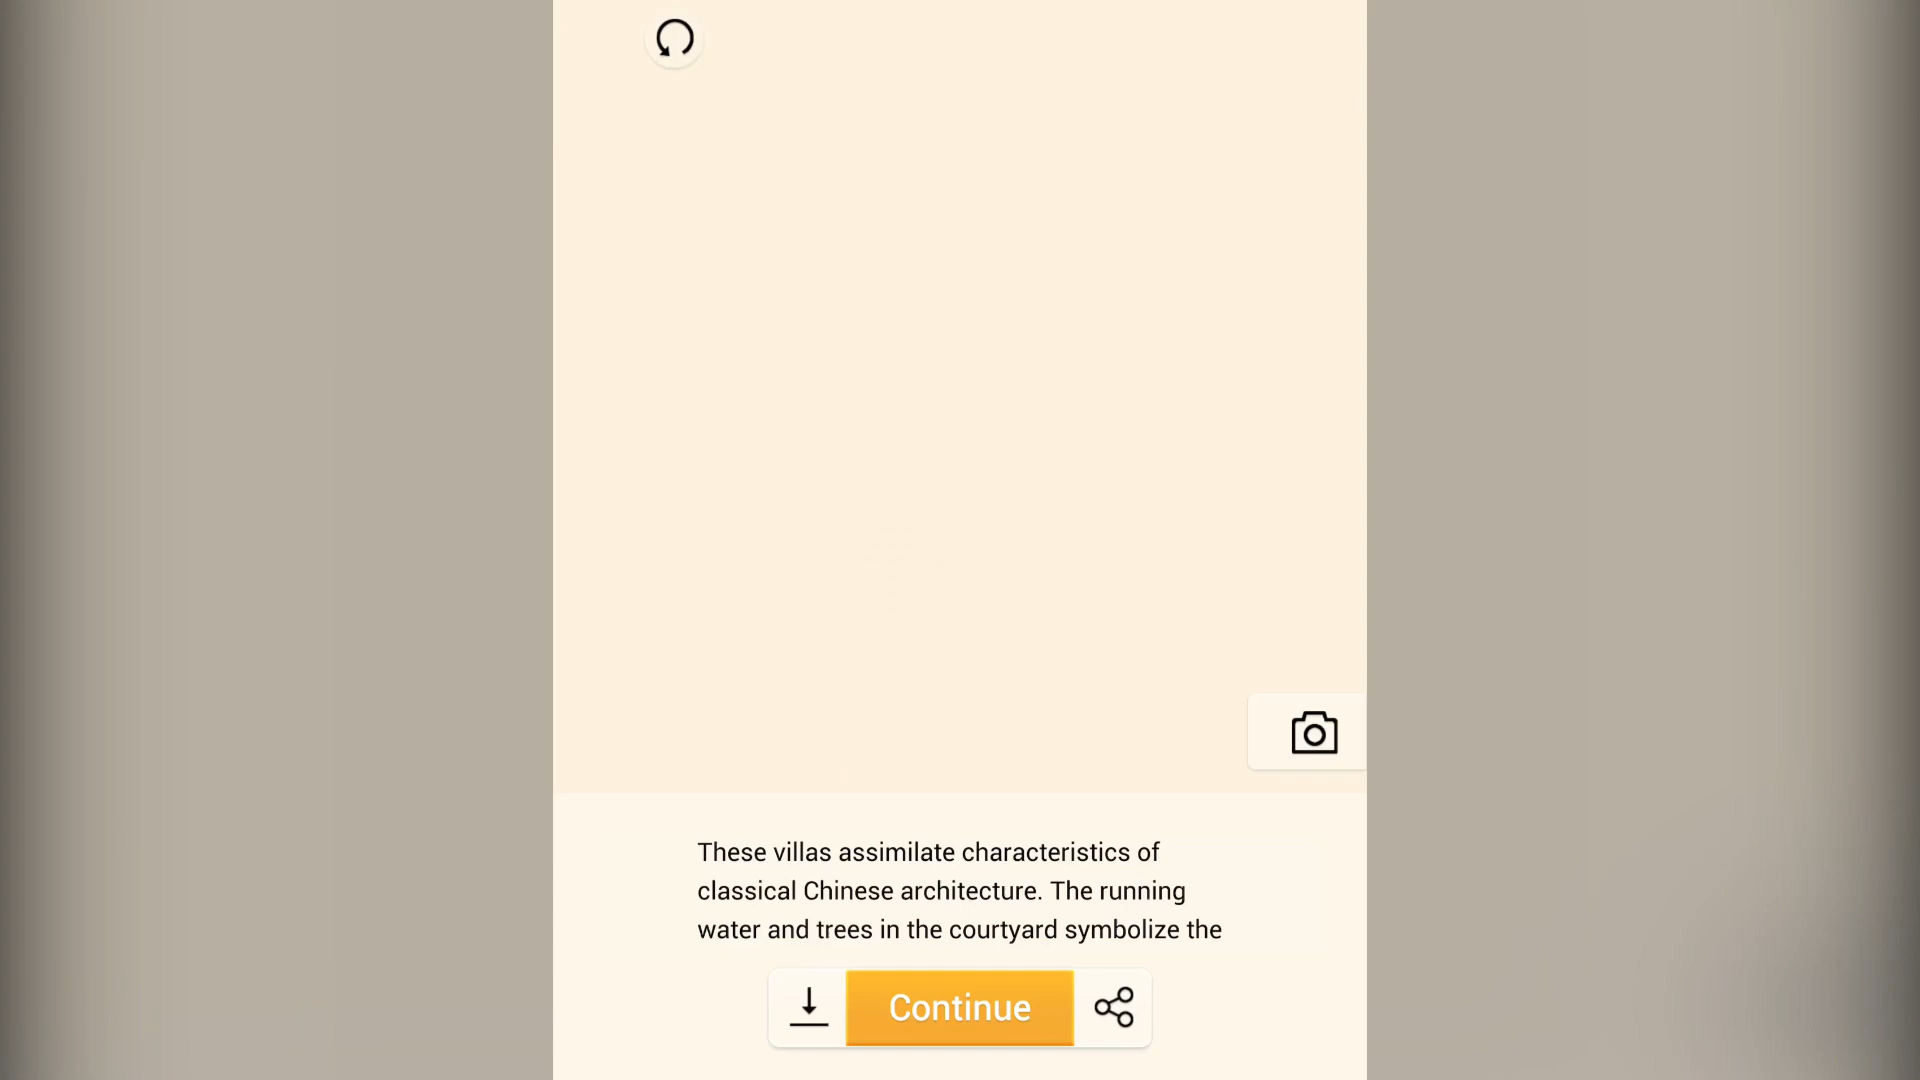 These villas assimilate characteristics of
classical Chinese architecture. The running
water and trees in the courtyard symbolize the
Continue